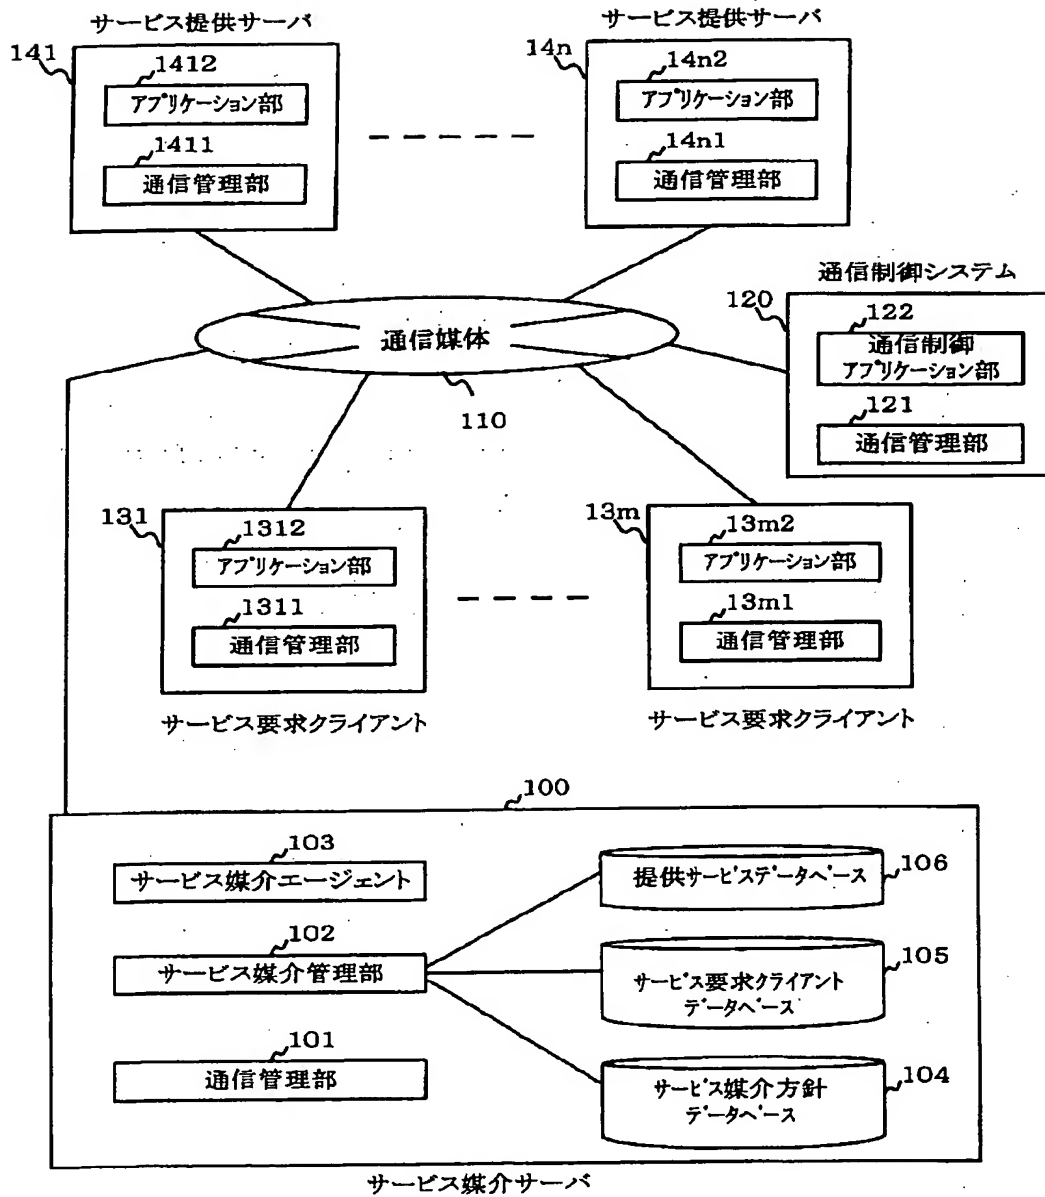 サービス提供サーバ
サービス提供サーバ
141
1412
アプリケーション部
1411
通信管理部
14n
14n2
アプリケーション部
14n1
通信管理部
通信媒体
110
通信制御システム
120
122
通信制御
アプリケーション部
121
通信管理部
131
1312
アプリケーション部
1311
通信管理部
サービス要求クライアント
13m
13m2
アプリケーション部
13m1
通信管理部
サービス要求クライアント
100
103
サービス媒介エージェント
102
サービス媒介管理部
101
通信管理部
提供サービスデータベース
106
サービス要求クライアント
データベース
105
サービス媒介方針
データベース
104
サービス媒介サーバ